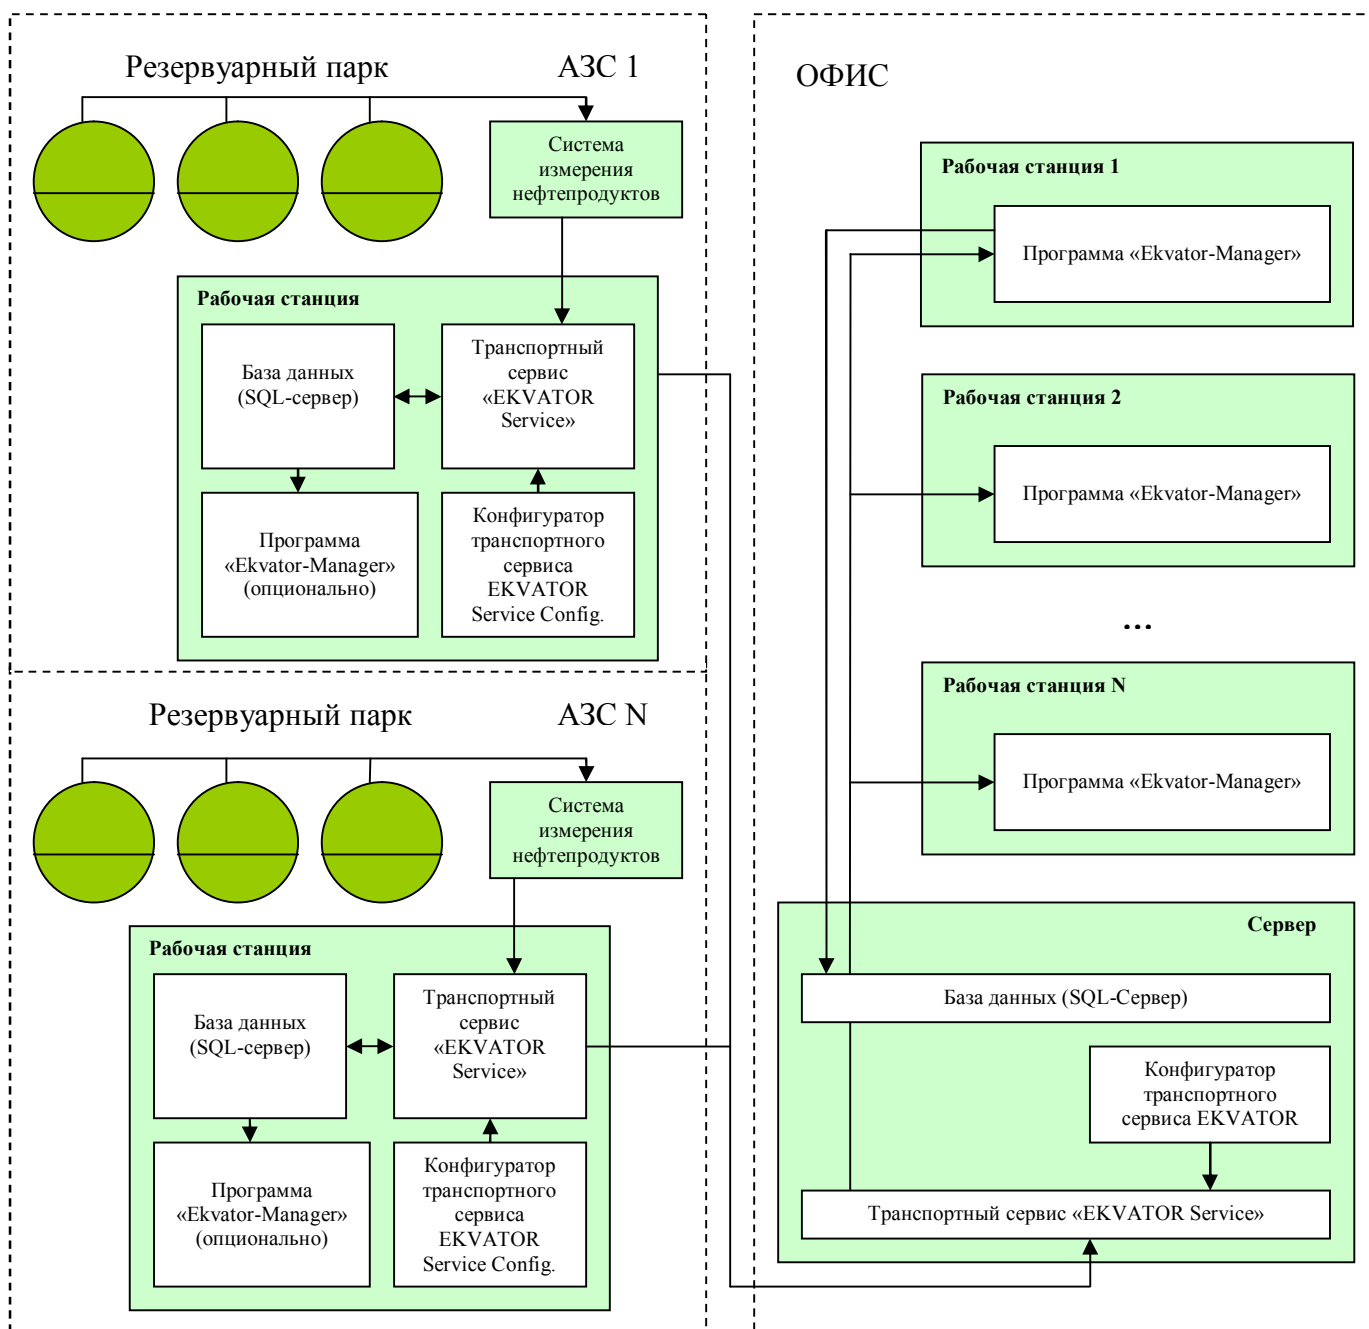 Резервуарный парк
АЗС 1
Система
измерения
нефтепродуктов
Рабочая станция
База данных
(SQL-сервер)
Транспортный
сервис
«EKVATOR
Service»
Программа
«Ekvator-Manager»
(опционально)
Конфигуратор
транспортного
сервиса
EKVATOR
Service Config.
Резервуарный парк
АЗС N
Система
измерения
нефтепродуктов
Рабочая станция
База данных
(SQL-сервер)
Транспортный
сервис
«EKVATOR
Service»
Программа
«Ekvator-Manager»
(опционально)
Конфигуратор
транспортного
сервиса
EKVATOR
Service Config.
ОФИС
Рабочая станция 1
Программа «Ekvator-Manager»
Рабочая станция 2
Программа «Ekvator-Manager»
...
Рабочая станция N
Программа «Ekvator-Manager»
Сервер
База данных (SQL-Сервер)
Конфигуратор
транспортного
сервиса EKVATOR
Транспортный сервис «EKVATOR Service»